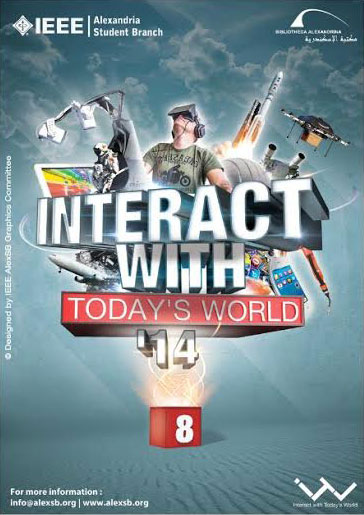 IEEE
Alexandria
Student Branch
BIBLIOTHECA ALEXANDRINA
مكتبة الإسكندرية
© Designed by IEEE AlexSB Graphics Committee
INTERACT
WITH
TODAY'S WORLD
'14
8
For more information :
info@alexsb.org | www.alexsb.org
Interact with Today's World